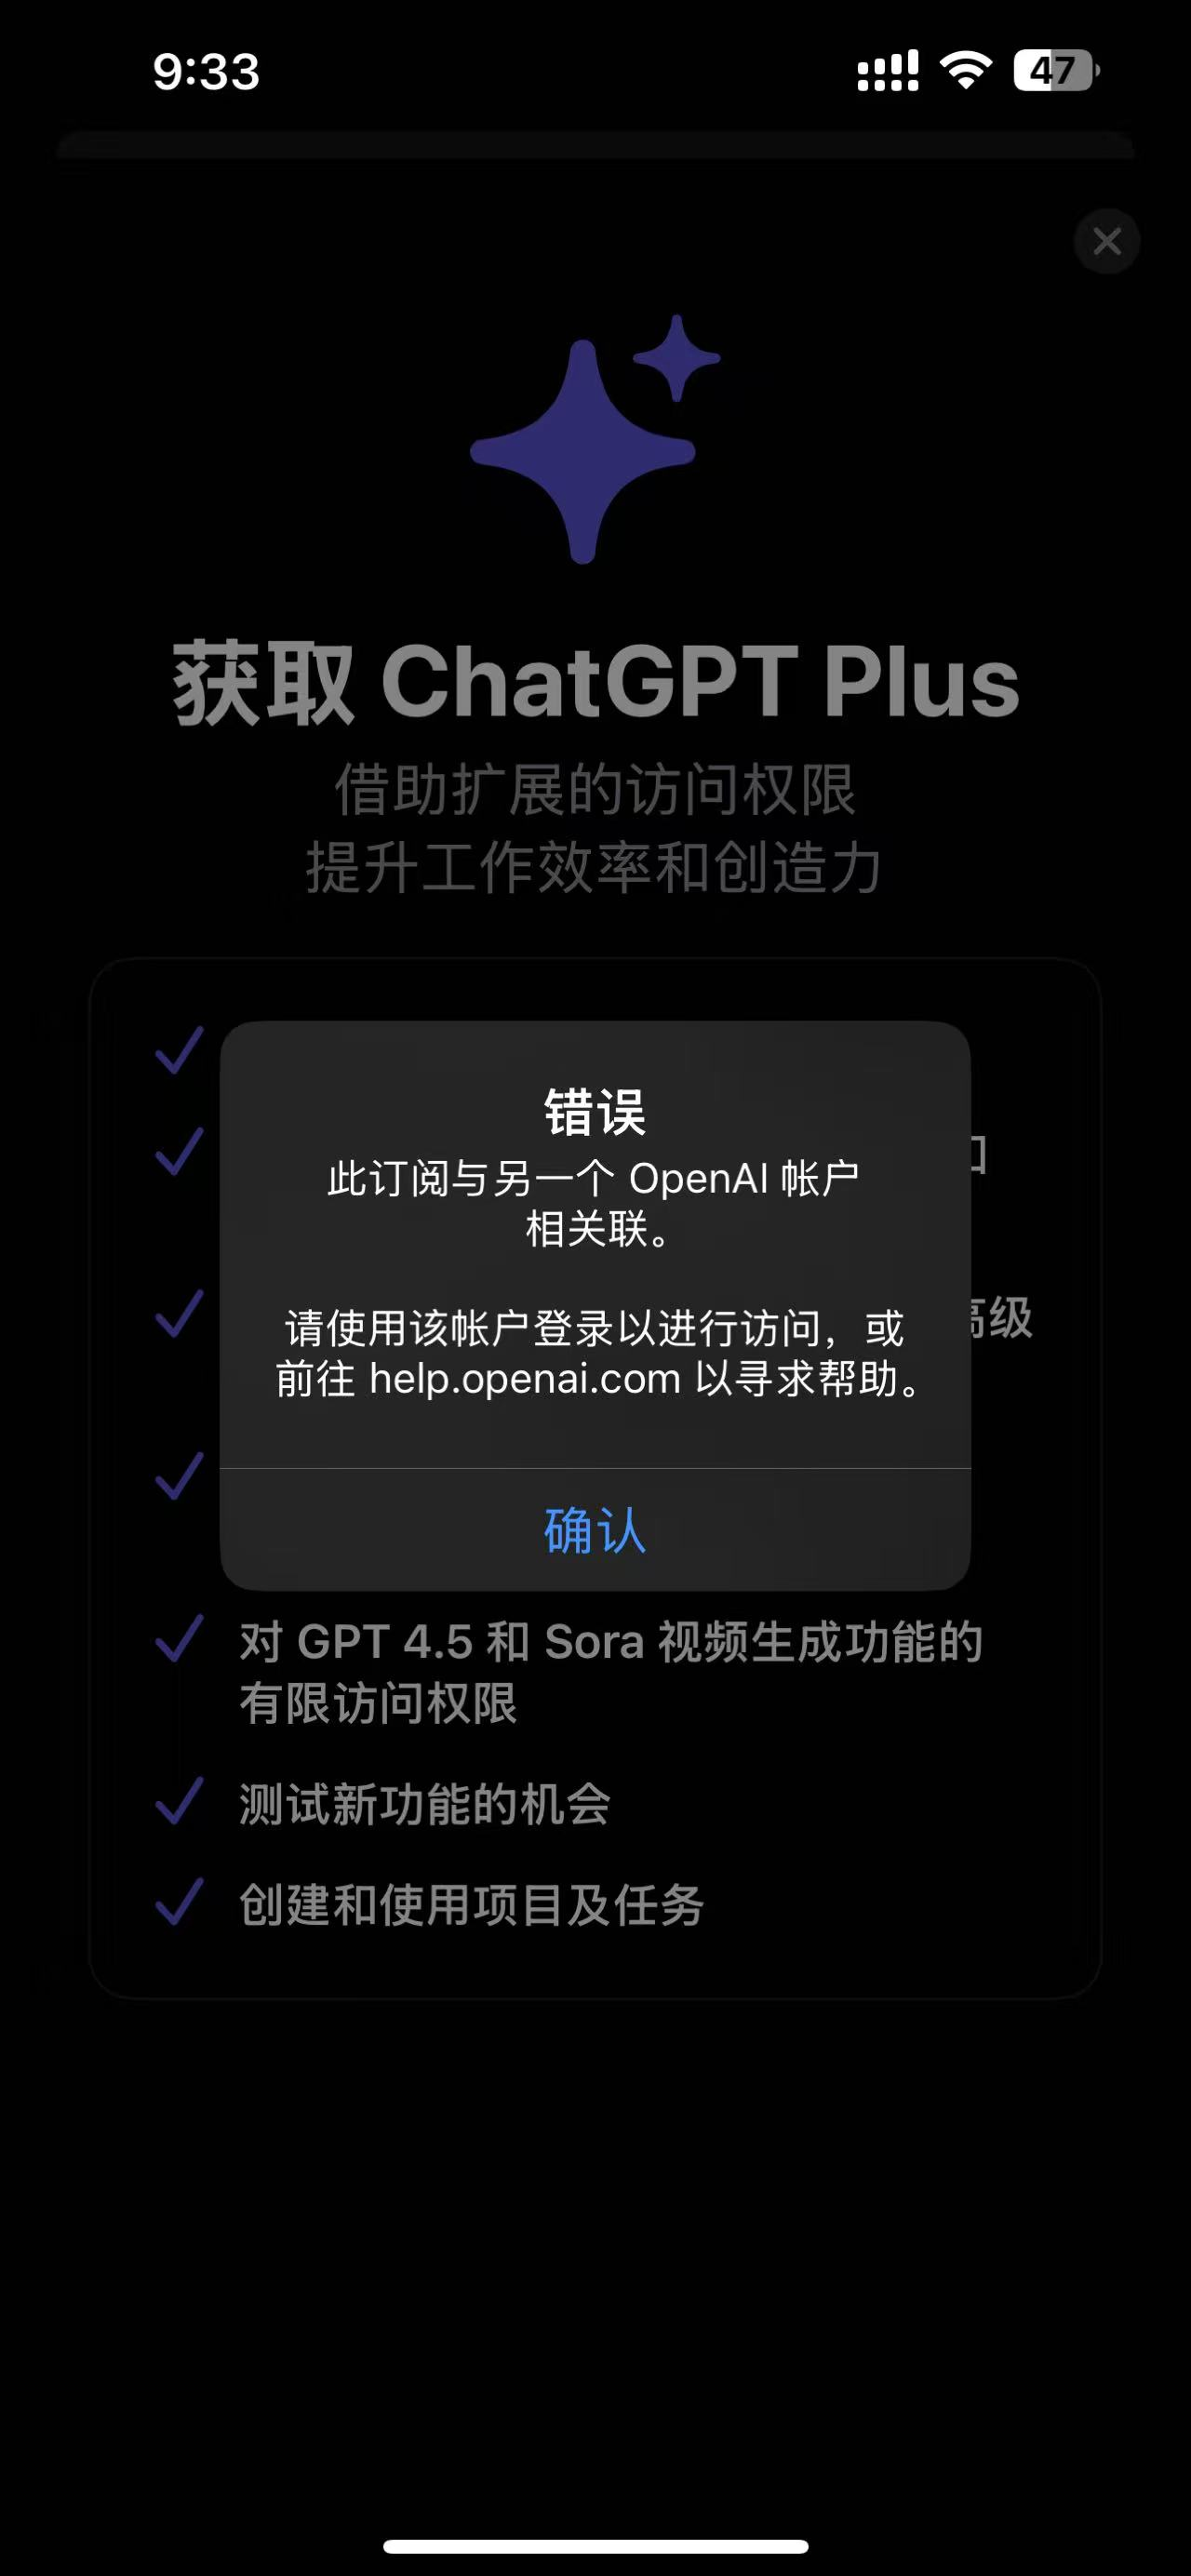 9:33
47
获取 ChatGPT Plus
借助扩展的访问权限
提升工作效率和创造力
错误
此订阅与另一个 OpenAI 帐户
相关联。
请使用该帐户登录以进行访问，或
前往 help.openai.com 以寻求帮助。
高级
确认
对 GPT 4.5 和 Sora 视频生成功能的
有限访问权限
测试新功能的机会
创建和使用项目及任务